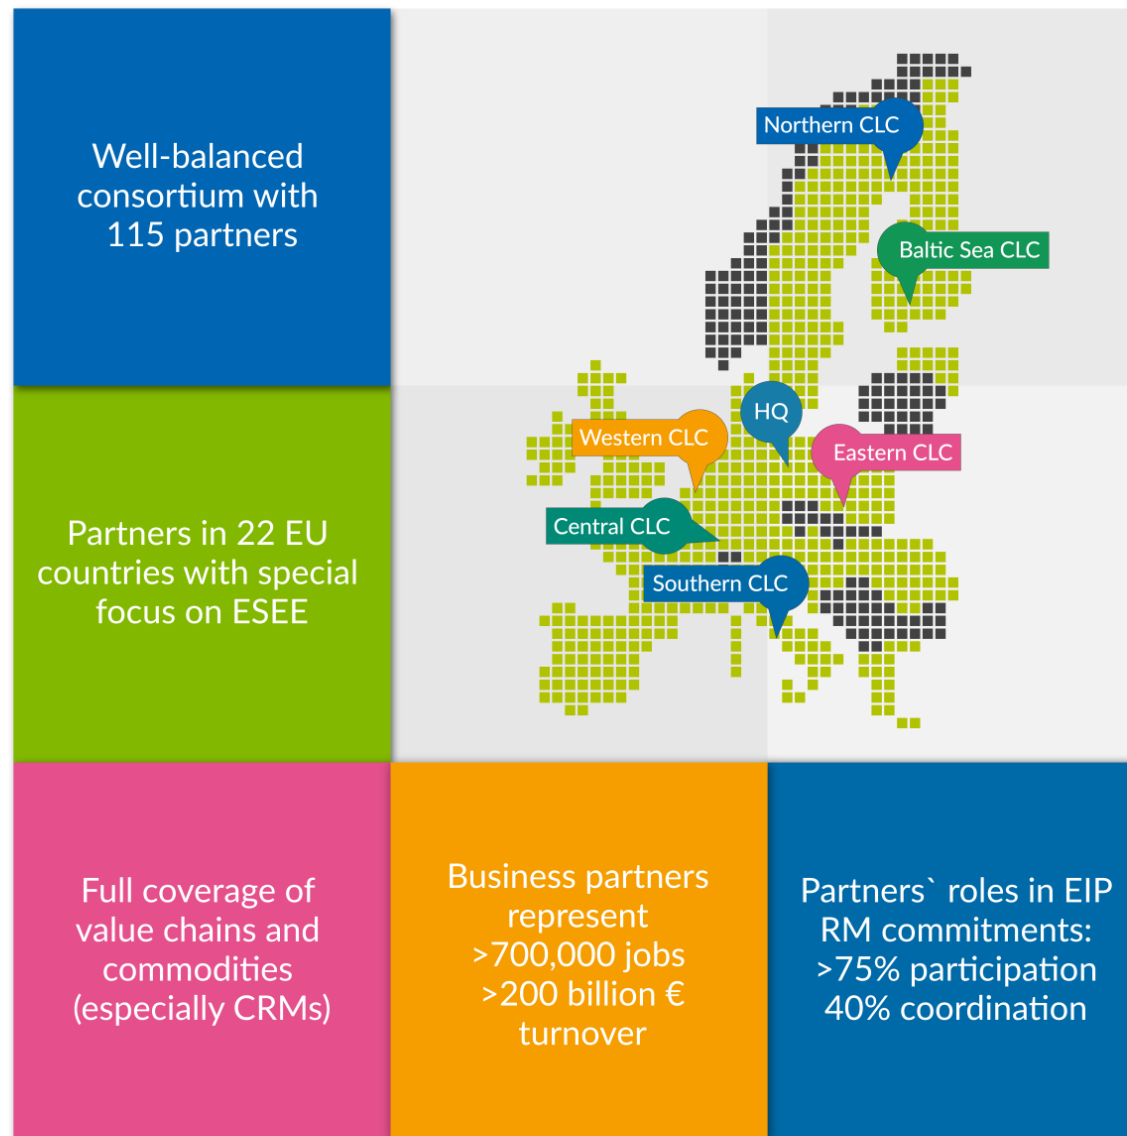 Well-balanced
consortium with
115 partners
Northern CLC
Baltic Sea CLC
HQ
Western CLC
Eastern CLC
Central CLC
Southern CLC
Partners in 22 EU
countries with special
focus on ESEE
Full coverage of
value chains and
commodities
(especially CRMs)
Business partners
represent
>700,000 jobs
>200 billion €
turnover
Partners` roles in EIP
RM commitments:
>75% participation
40% coordination